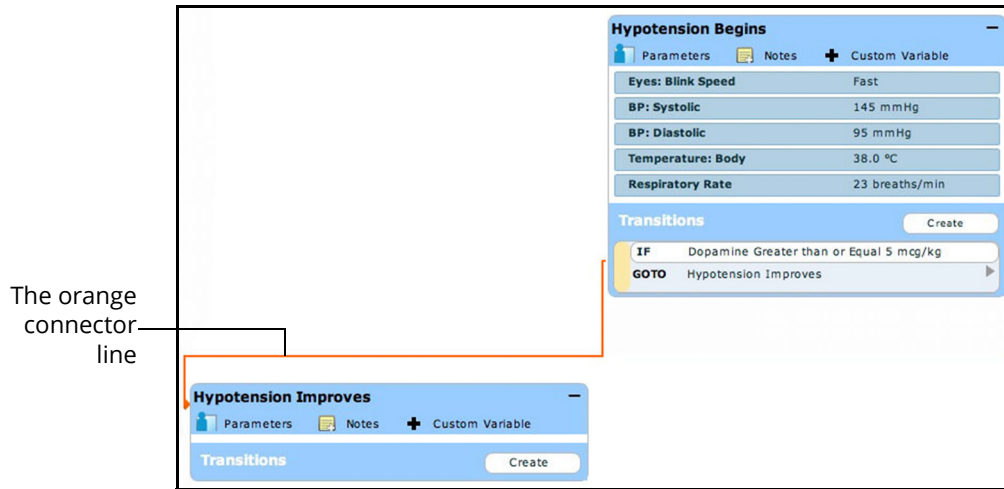 Hypotension Begins
Parameters Notes Custom Variable
Eyes: Blink Speed Fast
BP: Systolic 145 mmHg
BP: Diastolic 95 mmHg
Temperature: Body 38.0 ºC
Respiratory Rate 23 breaths/min
Transitions Create
IF Dopamine Greater than or Equal 5 mcg/kg
GOTO Hypotension Improves
The orange
connector
line
Hypotension Improves
Parameters Notes Custom Variable
Transitions Create